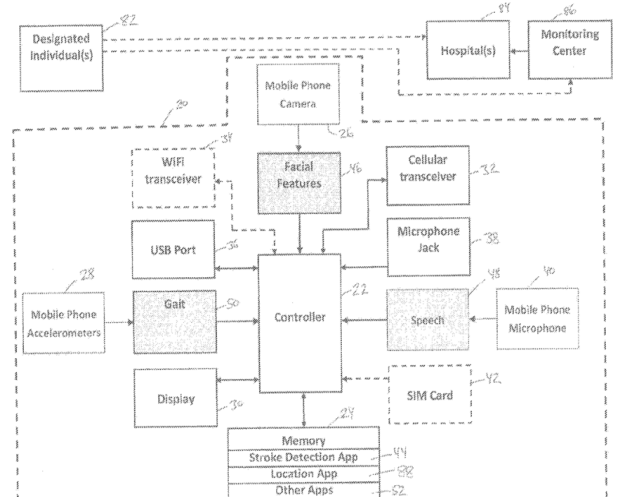 Designated
Individual(s)
82
Hospital(s)
84
Monitoring
Center
86
20
Mobile Phone
Camera
26
WiFi
transceiver
34
Facial
Features
46
Cellular
transceiver
32
USB Port
36
Microphone
Jack
38
Mobile Phone
Accelerometers
28
Gait
50
Controller
22
Speech
48
Mobile Phone
Microphone
40
Display
30
SIM Card
42
24
Memory
Stroke Detection App
44
Location App
88
Other Apps
52